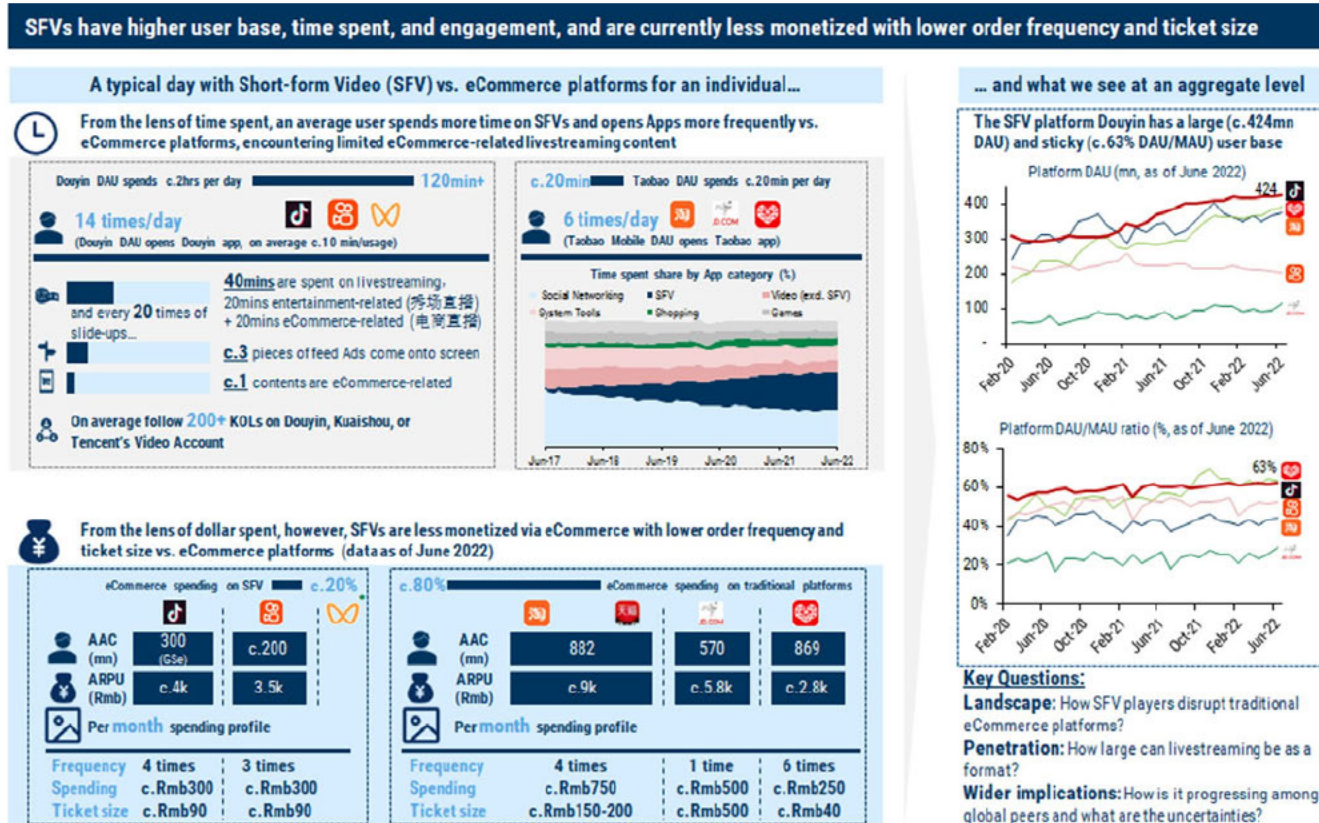 SFVs have higher user base, time spent, and engagement, and are currently less monetized with lower order frequency and ticket size
A typical day with Short-form Video (SFV) vs. eCommerce platforms for an individual...
From the lens of time spent, an average user spends more time on SFVs and opens Apps more frequently vs.
eCommerce platforms, encountering limited eCommerce-related livestreaming content
Douyin DAU spends c.2hrs per day 120min+
14 times/day
(Douyin DAU opens Douyin app, on average c.10 min/usage)
40mins are spent on livestreaming,
20mins entertainment-related (秀场直播)
+ 20mins eCommerce-related (电商直播)
and every 20 times of
slide-ups...
c.3 pieces of feed Ads come onto screen
c.1 contents are eCommerce-related
On average follow 200+ KOLs on Douyin, Kuaishou, or
Tencent's Video Account
c.20min Taobao DAU spends c.20min per day
6 times/day
淘
JD.COM
(Taobao Mobile DAU opens Taobao app)
Time spent share by App category (%)
Social Networking SFV Video (exd. SFV)
System Tools Shopping Games
Jun-17 Jun-18 Jun-19 Jun-20 Jun-21 Jun-22
From the lens of dollar spent, however, SFVs are less monetized via eCommerce with lower order frequency and
ticket size vs. eCommerce platforms (data as of June 2022)
eCommerce spending on SFV c.20%
AAC
(mn)
300
(GSe)
c.200
ARPU
(Rmb)
c.4k 3.5k
Per month spending profile
Frequency 4 times 3 times
Spending c.Rmb300 c.Rmb300
Ticket size c.Rmb90 c.Rmb90
c.80% eCommerce spending on traditional platforms
淘 天猫 JD.COM
AAC
(mn)
882 570 869
ARPU
(Rmb)
c.9k c.5.8k c.2.8k
Per month spending profile
Frequency 4 times 1 time 6 times
Spending c.Rmb750 c.Rmb500 c.Rmb250
Ticket size c.Rmb150-200 c.Rmb500 c.Rmb40
... and what we see at an aggregate level
The SFV platform Douyin has a large (c.424mn
DAU) and sticky (c.63% DAU/MAU) user base
Platform DAU (mn, as of June 2022)
424
400
300
淘
200
100
-
Feb-20 Jun-20 Oct-20 Feb-21 Jun-21 Oct-21 Feb-22 Jun-22
Platform DAU/MAU ratio (%, as of June 2022)
80%
63%
60%
40%
淘
20%
0%
Feb-20 Jun-20 Oct-20 Feb-21 Jun-21 Oct-21 Feb-22 Jun-22
Key Questions:
Landscape: How SFV players disrupt traditional
eCommerce platforms?
Penetration: How large can livestreaming be as a
format?
Wider implications: How is it progressing among
global peers and what are the uncertainties?